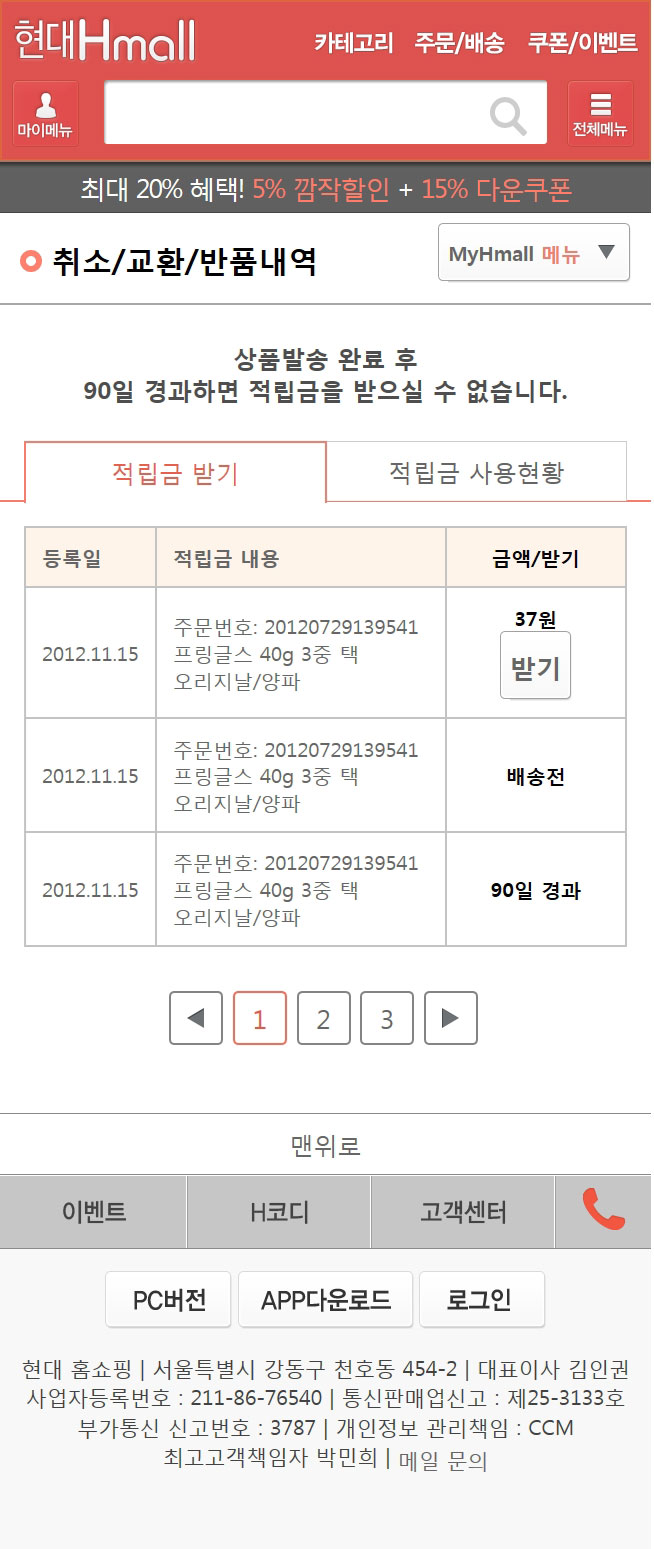 현대Hmall
카테고리 주문/배송 쿠폰/이벤트
마이메뉴
전체메뉴
최대 20% 혜택! 5% 깜작할인 + 15% 다운쿠폰
취소/교환/반품내역
MyHmall 메뉴 ▼
상품발송 완료 후
90일 경과하면 적립금을 받으실 수 없습니다.
적립금 받기 적립금 사용현황
등록일 적립금 내용 금액/받기
2012.11.15
주문번호: 20120729139541
프링글스 40g 3중 택
오리지날/양파
37원
받기
2012.11.15
주문번호: 20120729139541
프링글스 40g 3중 택
오리지날/양파
배송전
2012.11.15
주문번호: 20120729139541
프링글스 40g 3중 택
오리지날/양파
90일 경과
◀ 1 2 3 ▶
맨위로
이벤트 H코디 고객센터
PC버전 APP다운로드 로그인
현대 홈쇼핑 | 서울특별시 강동구 천호동 454-2 | 대표이사 김인권
사업자등록번호 : 211-86-76540 | 통신판매업신고 : 제25-3133호
부가통신 신고번호 : 3787 | 개인정보 관리책임 : CCM
최고고객책임자 박민희 | 메일 문의